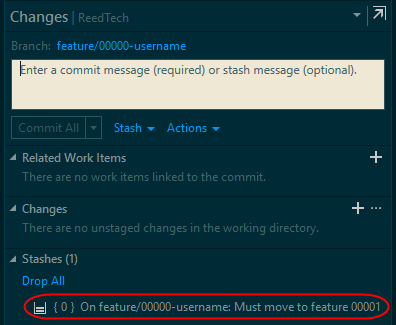 Changes | ReedTech
Branch: feature/00000-username
Enter a commit message (required) or stash message (optional).
Commit All Stash Actions
Related Work Items
There are no work items linked to the commit.
Changes
There are no unstaged changes in the working directory.
Stashes (1)
Drop All
{ 0 } On feature/00000-username: Must move to feature 00001